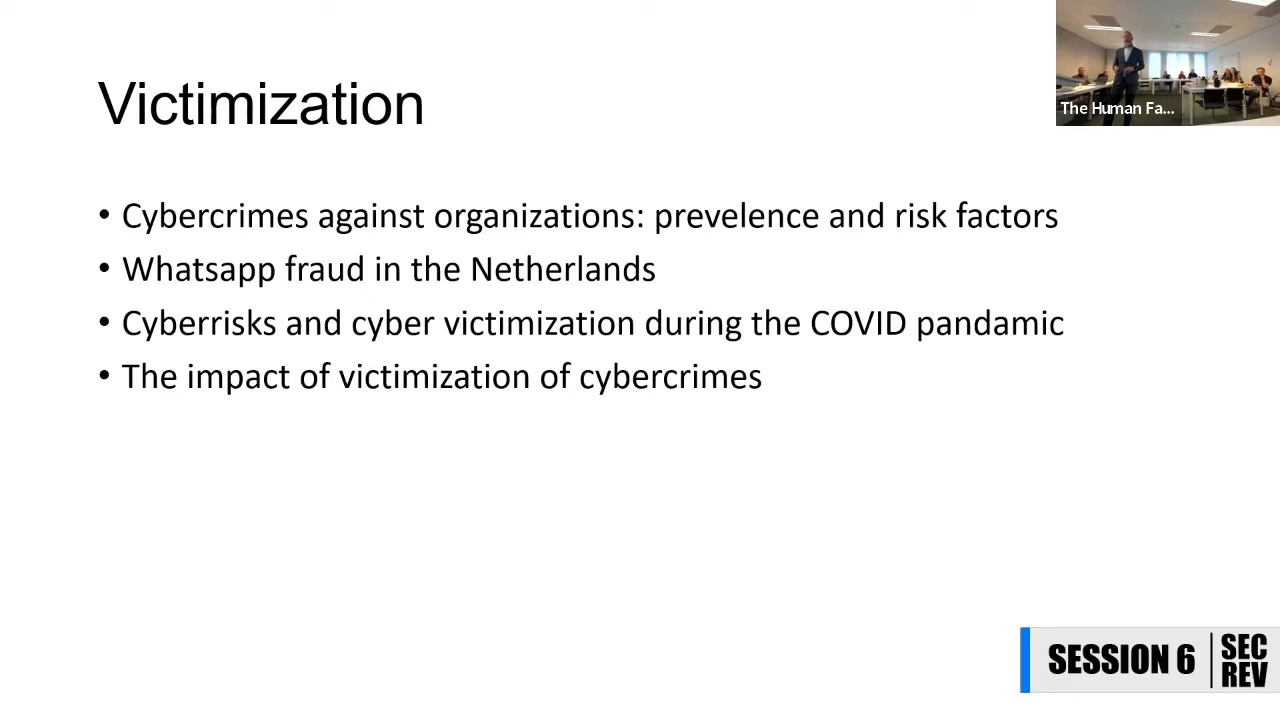 Victimization
The Human Fa...
• Cybercrimes against organizations: prevelence and risk factors
• Whatsapp fraud in the Netherlands
• Cyberrisks and cyber victimization during the COVID pandamic
• The impact of victimization of cybercrimes
SESSION 6
SEC
REV